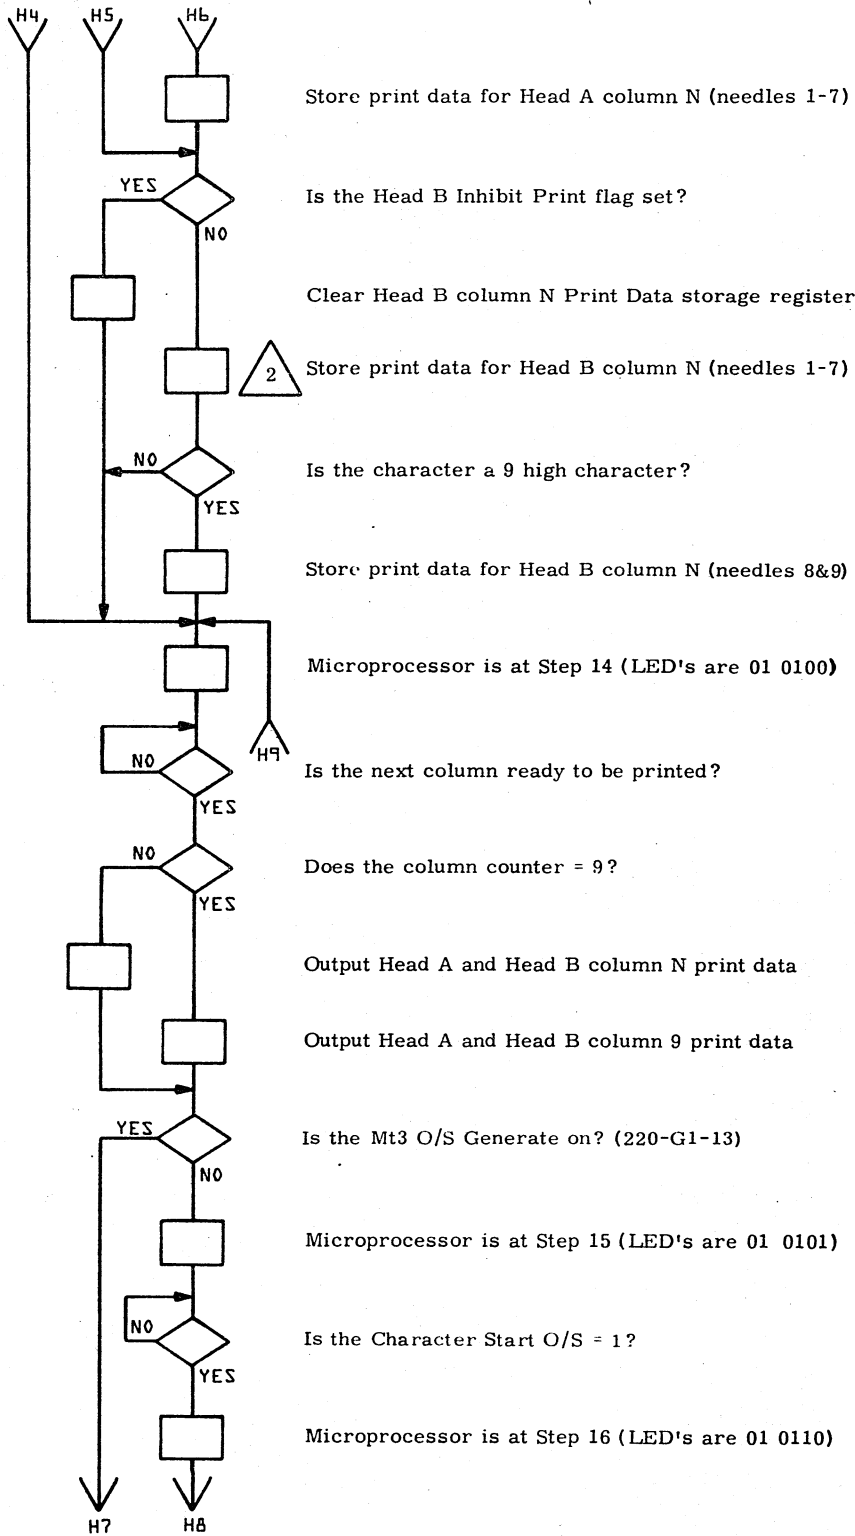 H4 H5 H6
Store print data for Head A column N (needles 1-7)
YES
Is the Head B Inhibit Print flag set?
NO
Clear Head B column N Print Data storage register
2 Store print data for Head B column N (needles 1-7)
NO
Is the character a 9 high character?
YES
Store print data for Head B column N (needles 8&9)
Microprocessor is at Step 14 (LED's are 01 0100)
H9
NO
Is the next column ready to be printed?
YES
NO
Does the column counter = 9?
YES
Output Head A and Head B column N print data
Output Head A and Head B column 9 print data
YES
Is the Mt3 O/S Generate on? (220-G1-13)
NO
Microprocessor is at Step 15 (LED's are 01 0101)
NO
Is the Character Start O/S = 1?
YES
Microprocessor is at Step 16 (LED's are 01 0110)
H7 H8